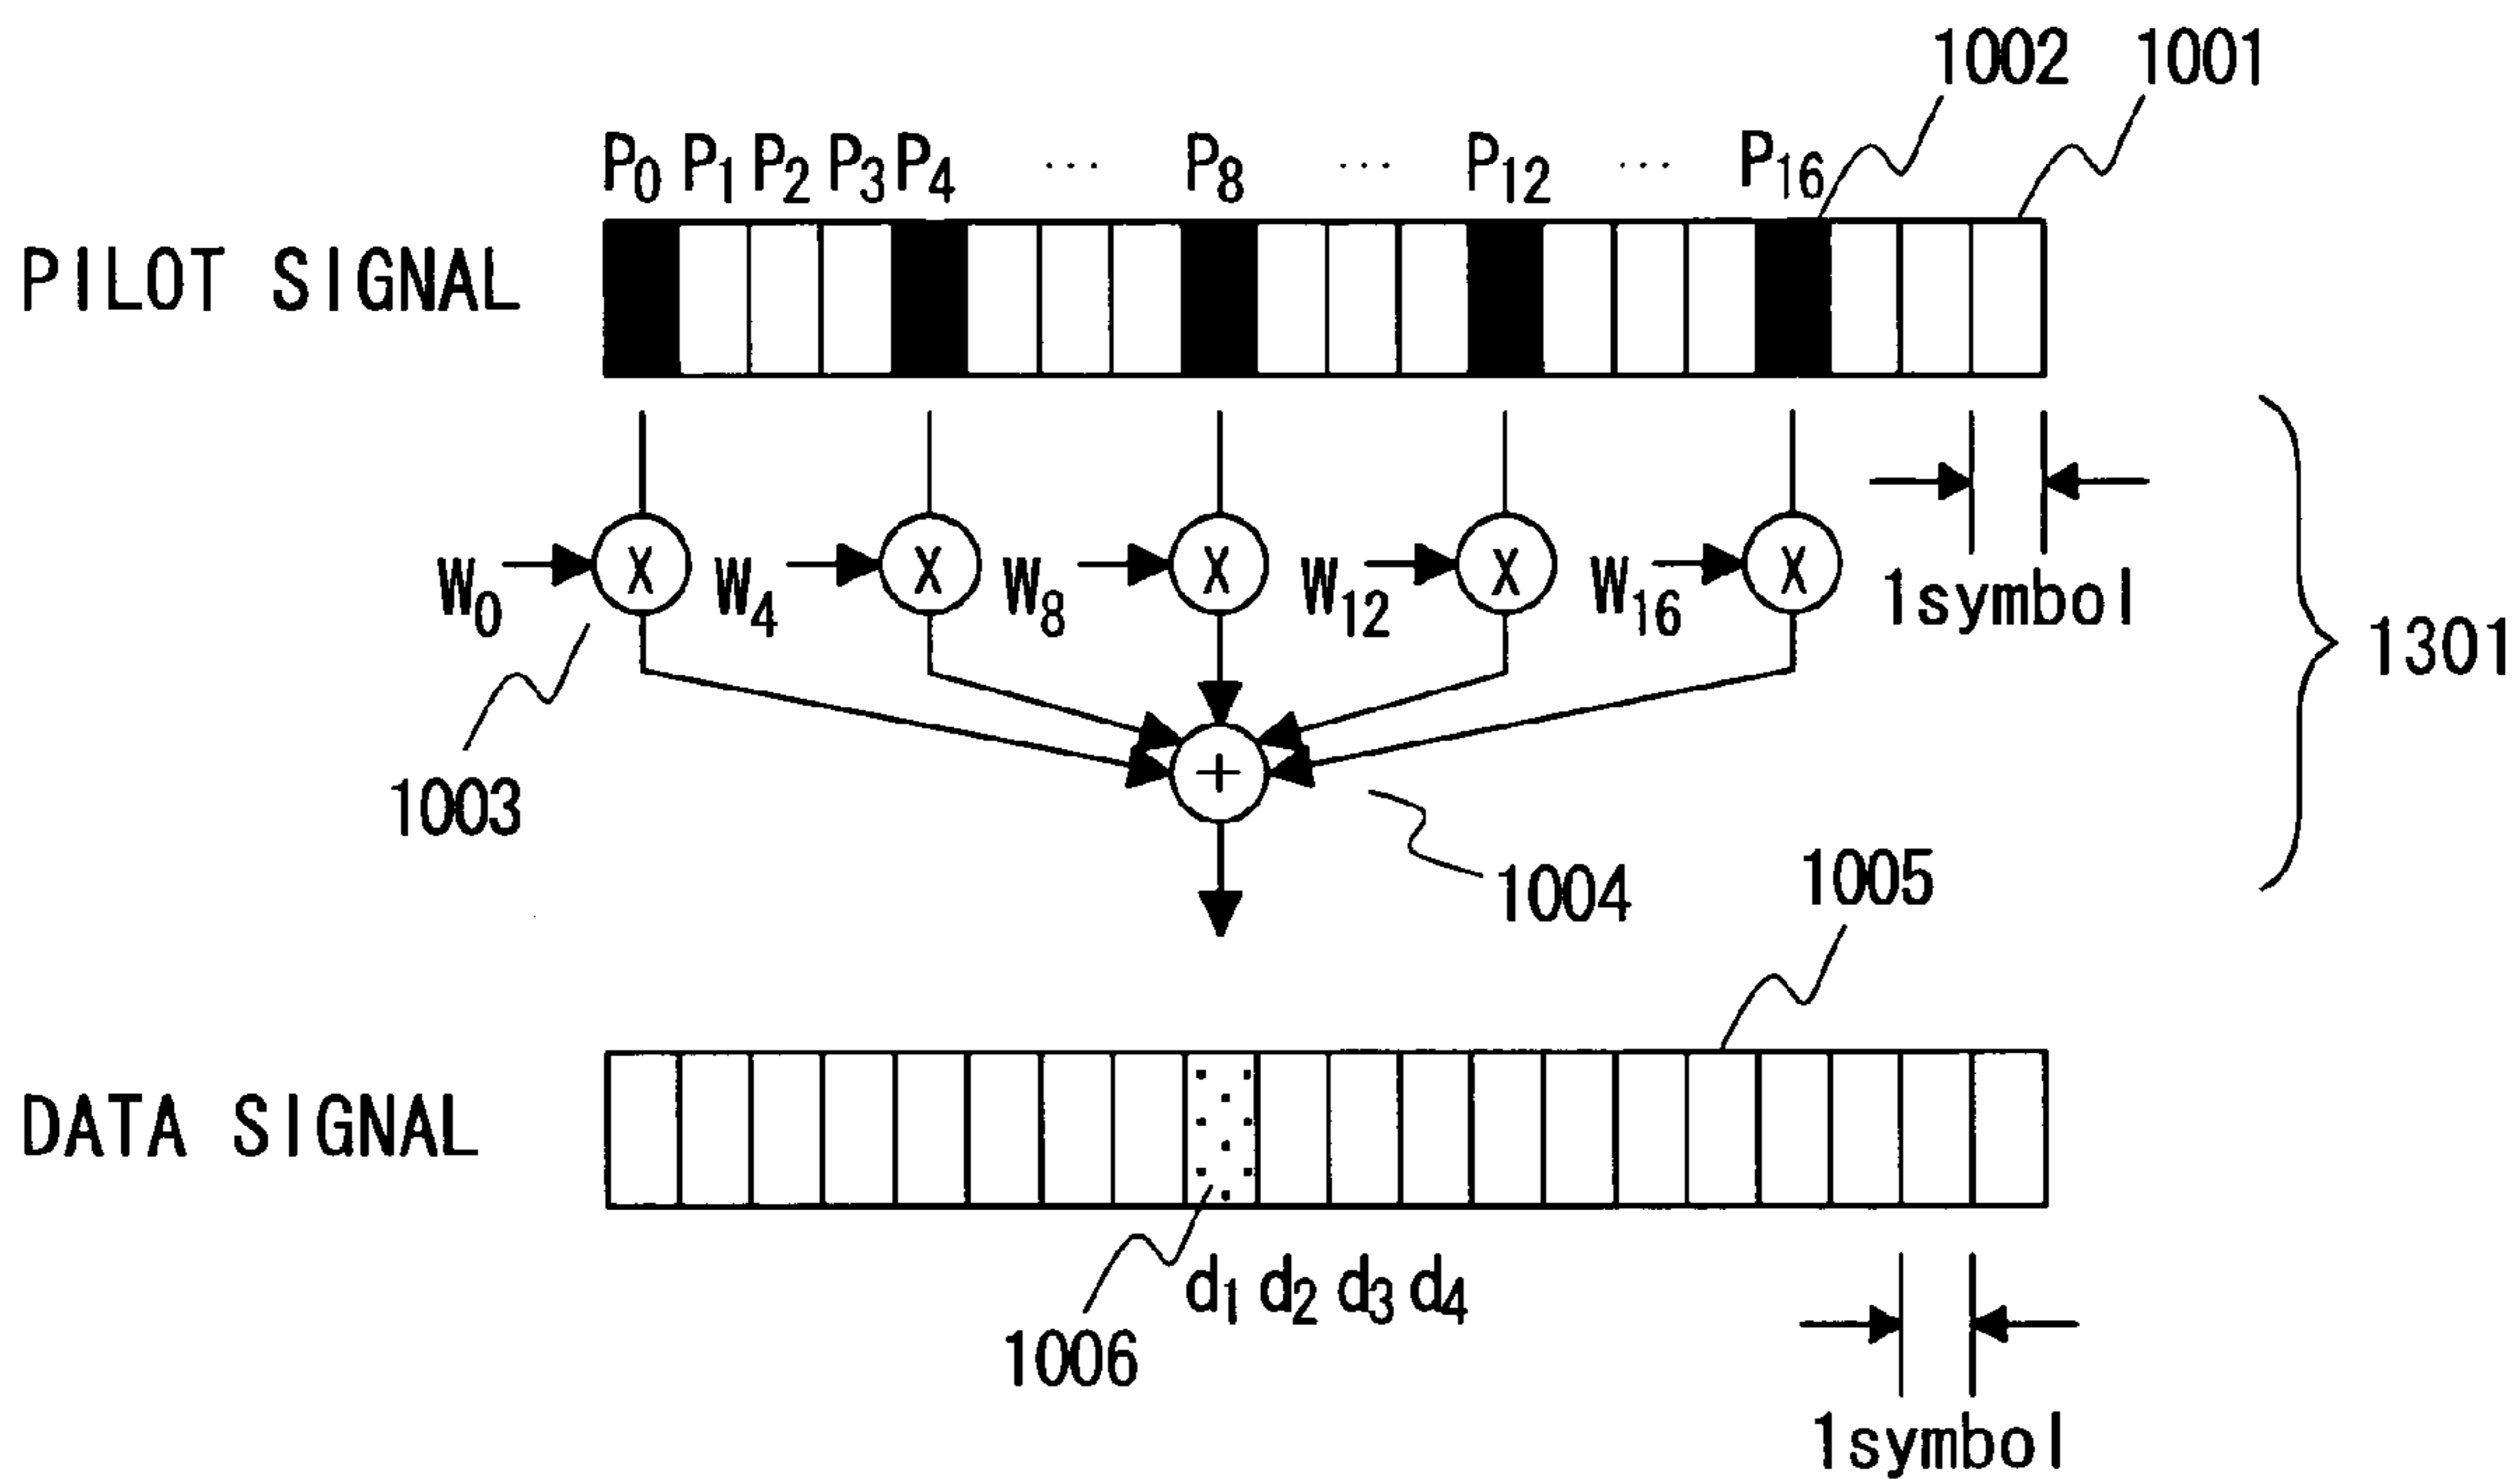 1002 1001
P0 P1 P2 P3 P4 ... P8 ... P12 ... P16
PILOT SIGNAL
W0 X W4 X W8 X W12 X W16 X
1symbol
1301
+
1003
1004
1005
DATA SIGNAL
d1 d2 d3 d4
1006
1symbol